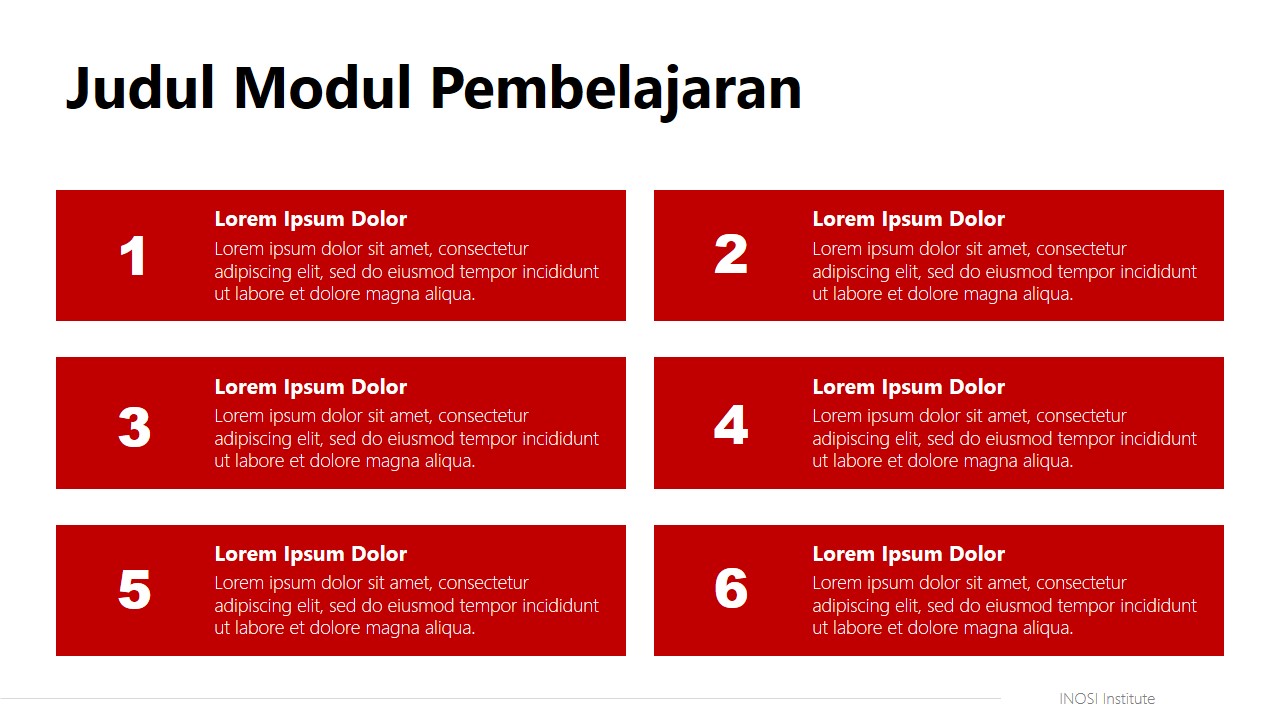 Judul Modul Pembelajaran
1
Lorem Ipsum Dolor
Lorem ipsum dolor sit amet, consectetur
adipiscing elit, sed do eiusmod tempor incididunt
ut labore et dolore magna aliqua.
2
Lorem Ipsum Dolor
Lorem ipsum dolor sit amet, consectetur
adipiscing elit, sed do eiusmod tempor incididunt
ut labore et dolore magna aliqua.
3
Lorem Ipsum Dolor
Lorem ipsum dolor sit amet, consectetur
adipiscing elit, sed do eiusmod tempor incididunt
ut labore et dolore magna aliqua.
4
Lorem Ipsum Dolor
Lorem ipsum dolor sit amet, consectetur
adipiscing elit, sed do eiusmod tempor incididunt
ut labore et dolore magna aliqua.
5
Lorem Ipsum Dolor
Lorem ipsum dolor sit amet, consectetur
adipiscing elit, sed do eiusmod tempor incididunt
ut labore et dolore magna aliqua.
6
Lorem Ipsum Dolor
Lorem ipsum dolor sit amet, consectetur
adipiscing elit, sed do eiusmod tempor incididunt
ut labore et dolore magna aliqua.
INOSI Institute